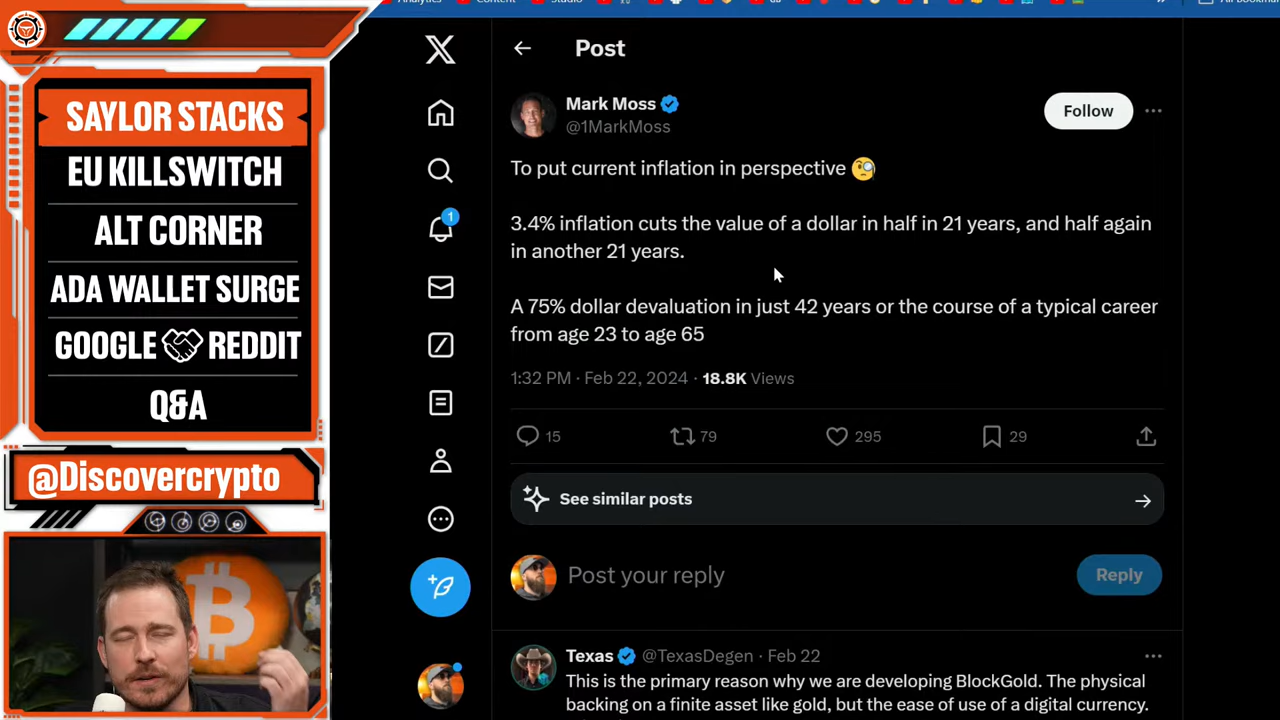 SAYLOR STACKS
EU KILLSWITCH
ALT CORNER
ADA WALLET SURGE
GOOGLE REDDIT
Q&A
@Discovercrypto
Analytics
Content
Studio
Post
Mark Moss
@1MarkMoss
Follow
To put current inflation in perspective 🧐
3.4% inflation cuts the value of a dollar in half in 21 years, and half again
in another 21 years.
A 75% dollar devaluation in just 42 years or the course of a typical career
from age 23 to age 65
1:32 PM · Feb 22, 2024 · 18.8K Views
15 79 295 29
See similar posts
Post your reply
Reply
1
Texas @TexasDegen · Feb 22
This is the primary reason why we are developing BlockGold. The physical
backing on a finite asset like gold, but the ease of use of a digital currency.